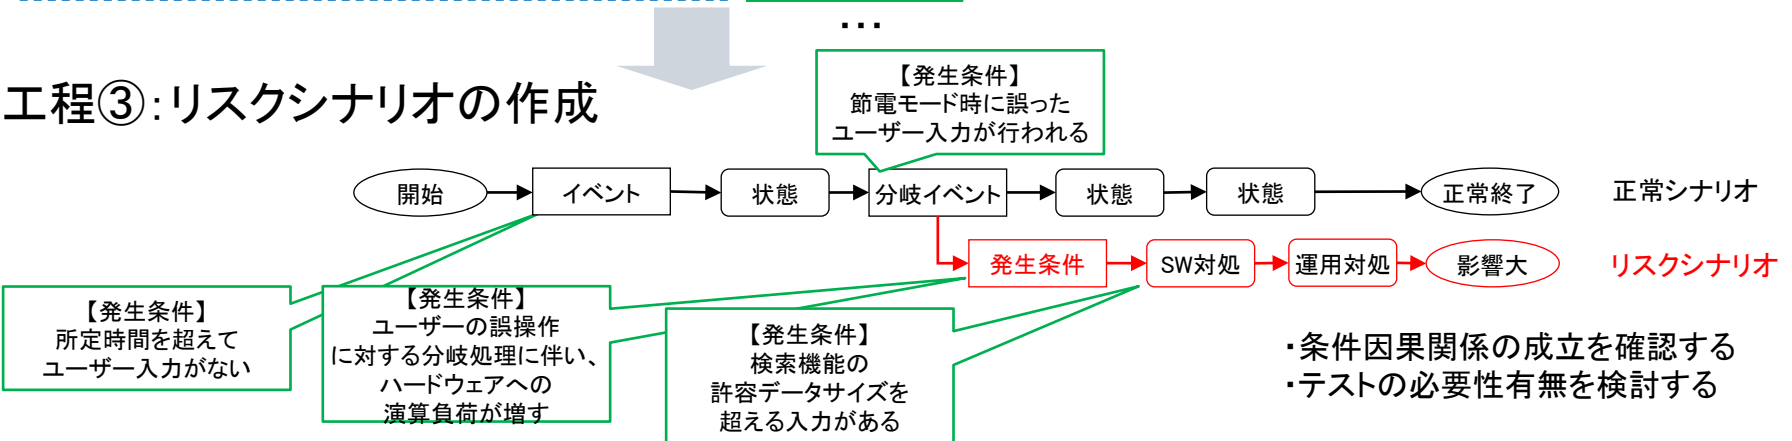 …
工程③:リスクシナリオの作成
【発生条件】
節電モード時に誤った
ユーザー入力が行われる
開始
イベント
状態
分岐イベント
状態
状態
正常終了
正常シナリオ
発生条件
SW対処
運用対処
影響大
リスクシナリオ
【発生条件】
所定時間を超えて
ユーザー入力がない
【発生条件】
ユーザーの誤操作
に対する分岐処理に伴い、
ハードウェアへの
演算負荷が増す
【発生条件】
検索機能の
許容データサイズを
超える入力がある
・条件因果関係の成立を確認する
・テストの必要性有無を検討する